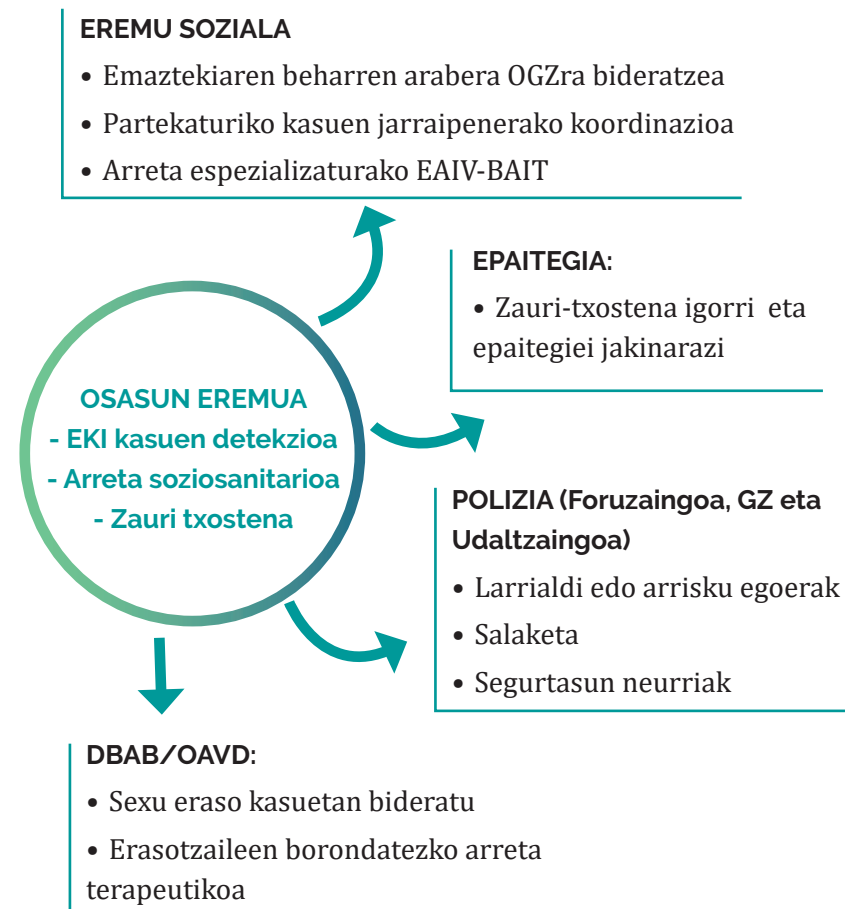 EREMU SOZIALA
• Emaztekiaren beharren arabera OGZra bideratzea
• Partekaturiko kasuen jarraipenerako koordinazioa
• Arreta espezializaturako EAIV-BAIT
EPAITEGIA:
• Zauri-txostena igorri eta
epaitegiei jakinarazi
OSASUN EREMUA
- EKI kasuen detekzioa
- Arreta soziosanitarioa
- Zauri txostena
POLIZIA (Foruzaingoa, GZ eta
Udaltzaingoa)
• Larrialdi edo arrisku egoerak
• Salaketa
• Segurtasun neurriak
DBAB/OAVD:
• Sexu eraso kasuetan bideratu
• Erasotzaileen borondatezko arreta
terapeutikoa